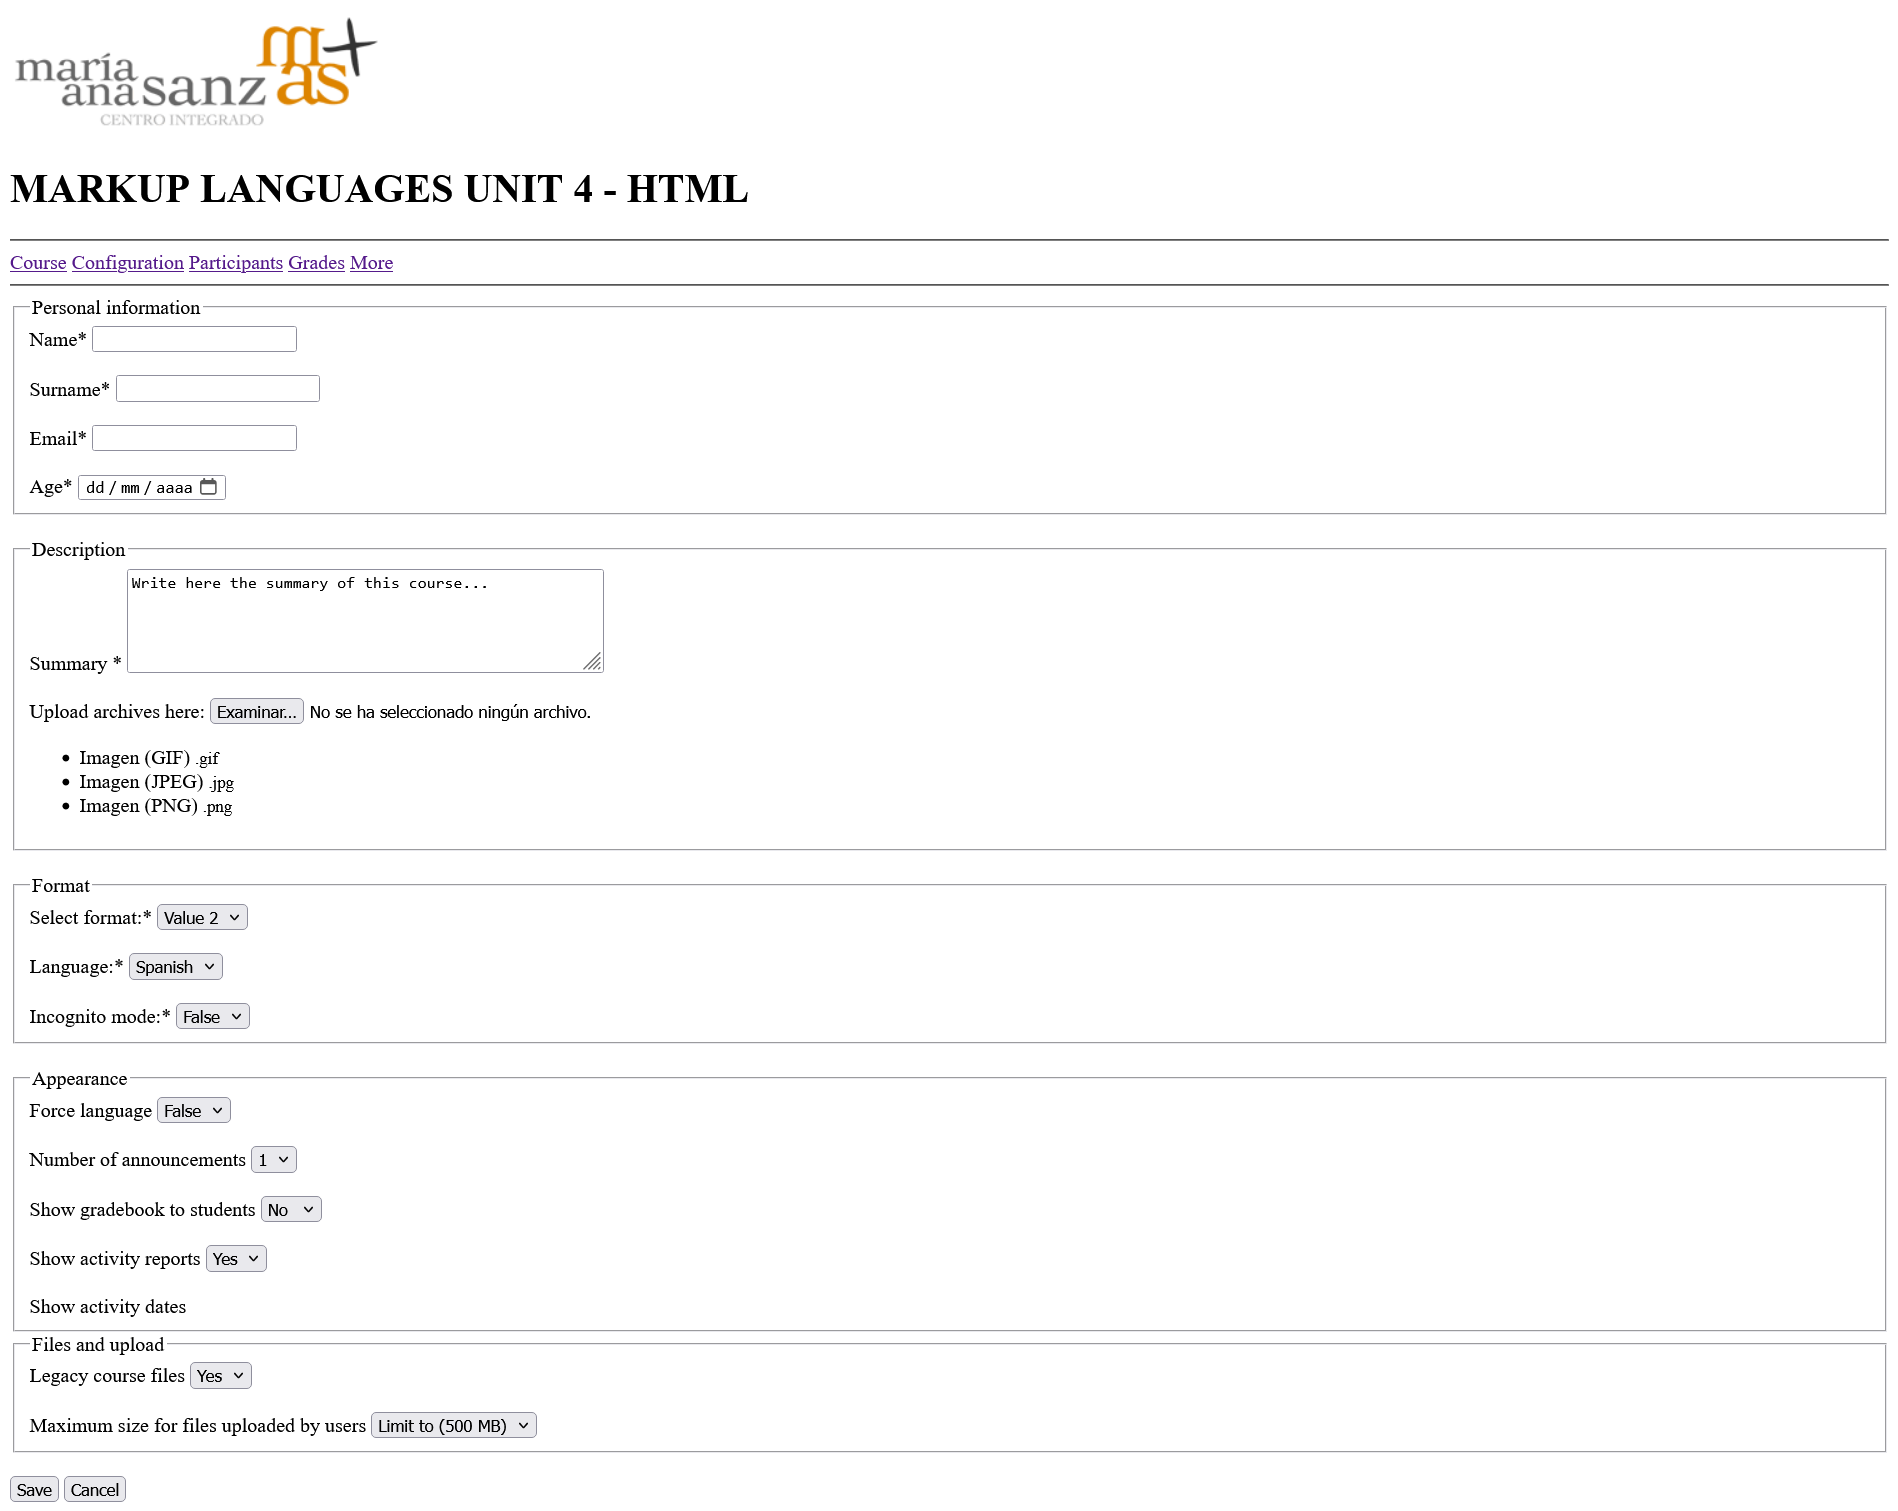 maría
ana sanz
mas+
CENTRO INTEGRADO
MARKUP LANGUAGES UNIT 4 - HTML
Course Configuration Participants Grades More
Personal information
Name*
Surname*
Email*
Age* dd / mm / aaaa
Description
Write here the summary of this course...
Summary *
Upload archives here: Examinar... No se ha seleccionado ningún archivo.
• Imagen (GIF) .gif
• Imagen (JPEG) .jpg
• Imagen (PNG) .png
Format
Select format:* Value 2
Language:* Spanish
Incognito mode:* False
Appearance
Force language False
Number of announcements 1
Show gradebook to students No
Show activity reports Yes
Show activity dates
Files and upload
Legacy course files Yes
Maximum size for files uploaded by users Limit to (500 MB)
Save Cancel